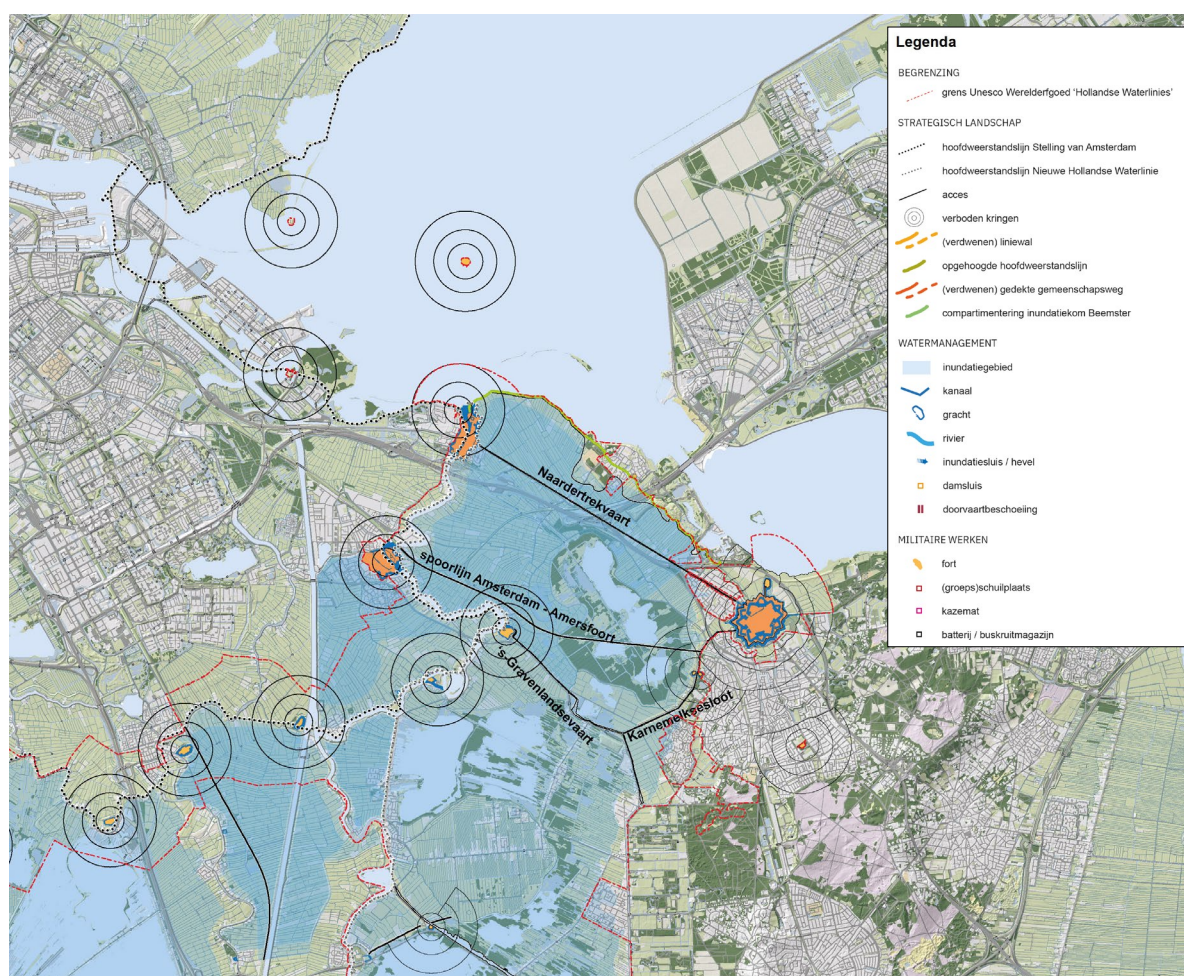 Legenda
BEGRENZING
grens Unesco Werelderfgoed ‘Hollandse Waterlinies’
STRATEGISCH LANDSCHAP
hoofdweerstandslijn Stelling van Amsterdam
hoofdweerstandslijn Nieuwe Hollandse Waterlinie
acces
verboden kringen
(verdwenen) liniewal
opgehoogde hoofdweerstandslijn
(verdwenen) gedekte gemeenschapsweg
compartimentering inundatiekom Beemster
WATERMANAGEMENT
inundatiegebied
kanaal
gracht
rivier
inundatiesluis / hevel
damsluis
doorvaartbeschoeiing
MILITAIRE WERKEN
fort
(groeps)schuilplaats
kazemat
batterij / buskruitmagazijn
Naardertrekvaart
spoorlijn Amsterdam - Amersfoort
's-Gravenlandsevaart
Karnemelksesloot